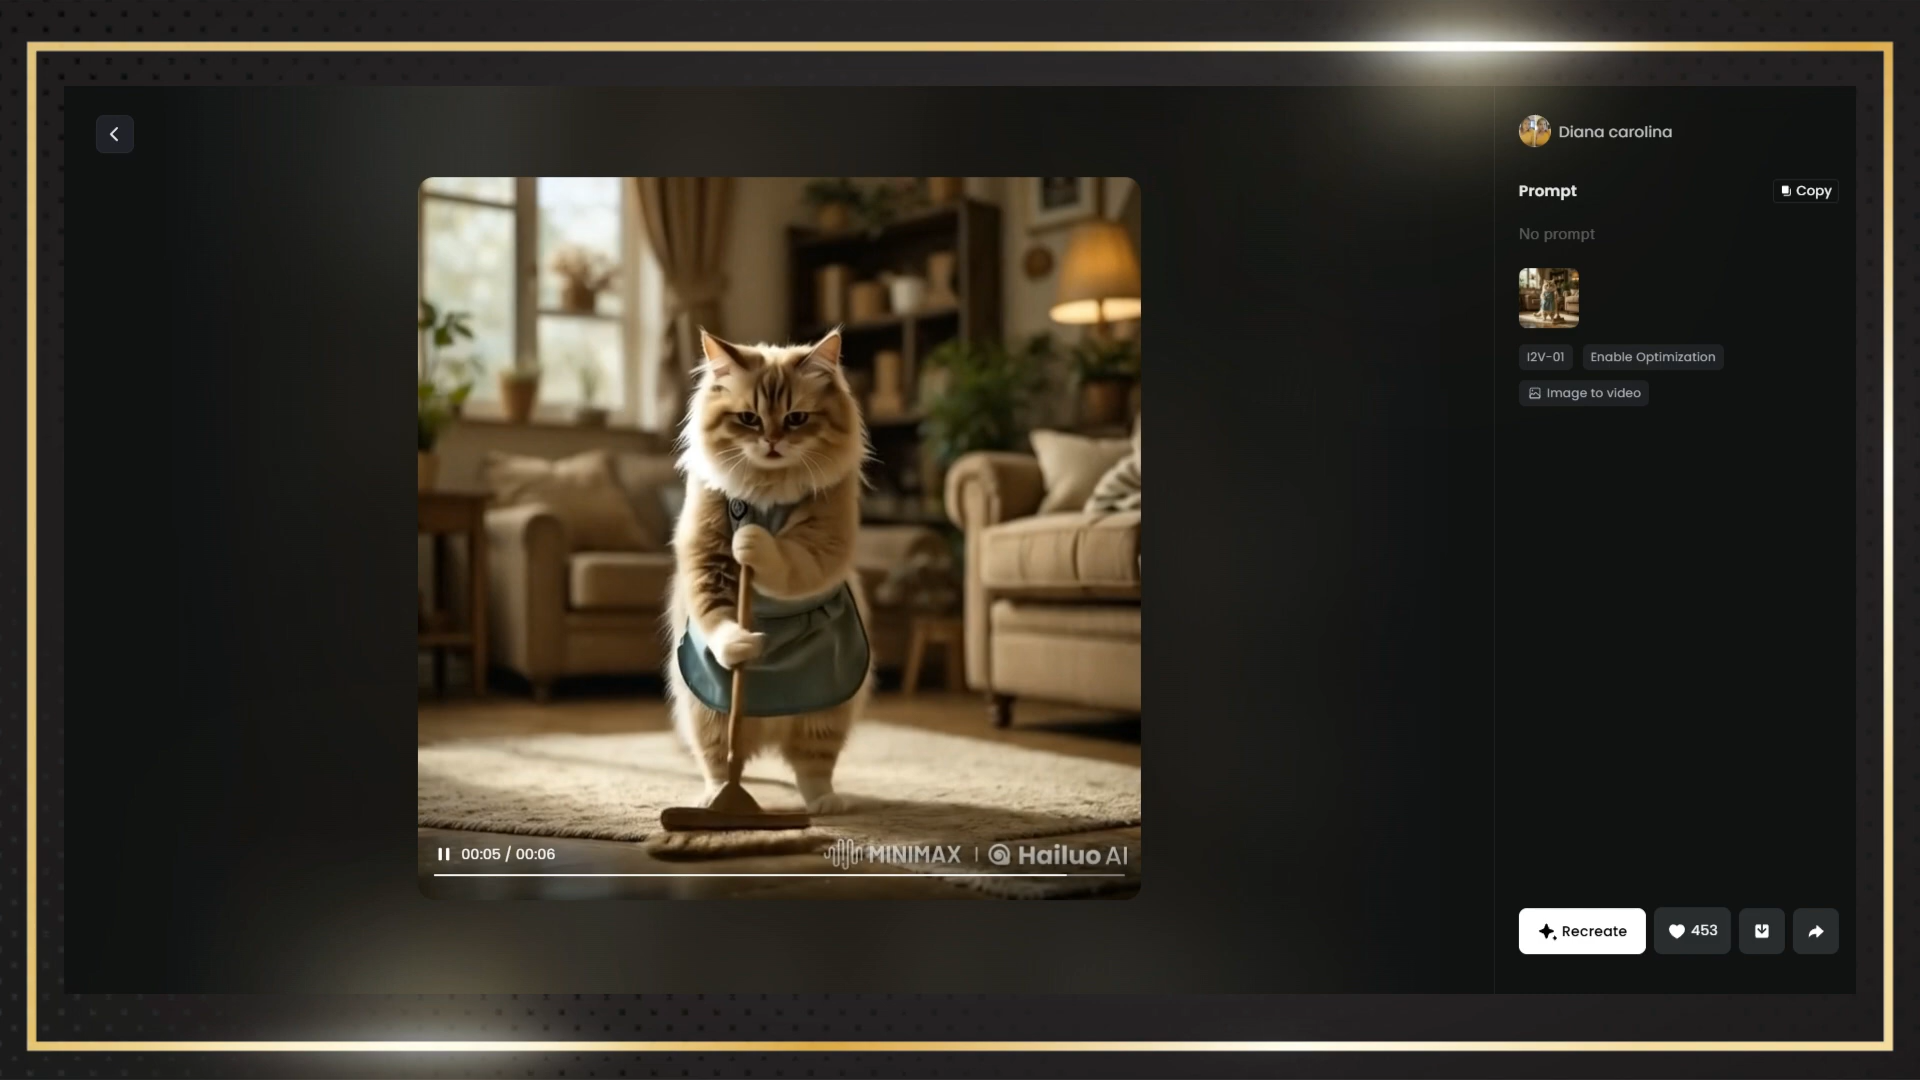 Diana carolina
Prompt
Copy
No prompt
I2V-01
Enable Optimization
Image to video
00:05 / 00:06
MINIMAX | Hailuo AI
Recreate
453